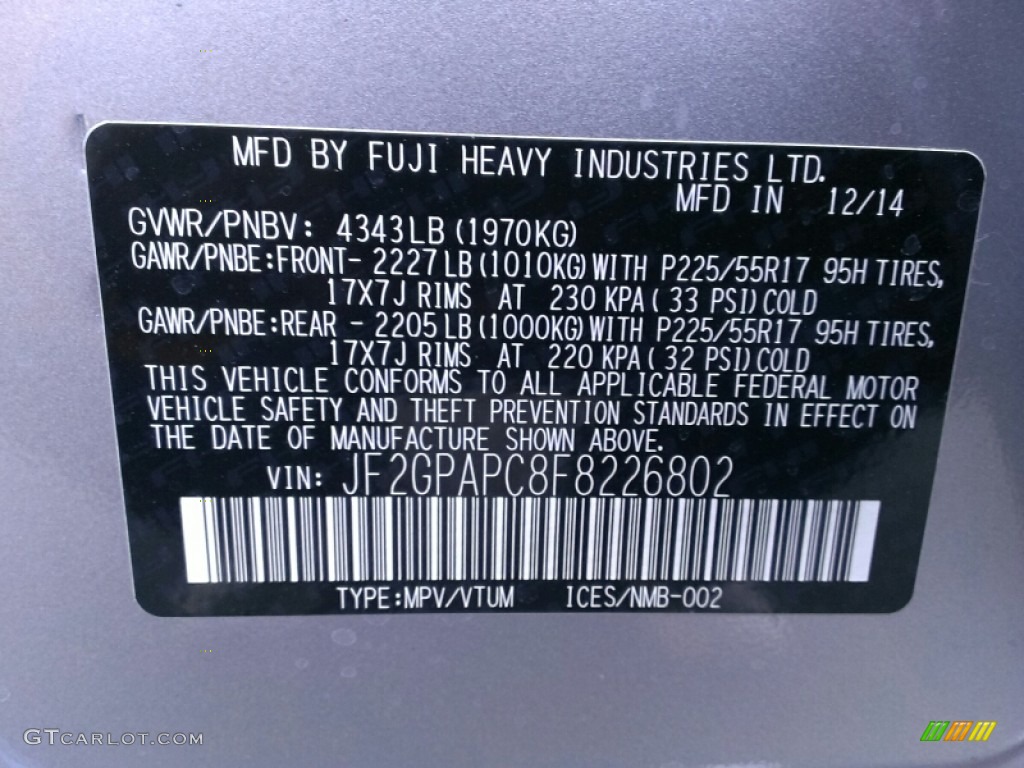 MFD BY FUJI HEAVY INDUSTRIES LTD.
MFD IN 12/14
GVWR/PNBV: 4343LB (1970KG)
GAWR/PNBE:FRONT- 2227LB(1010KG)WITH P225/55R17 95H TIRES,
17X7J RIMS AT 230 KPA( 33 PSI)COLD
GAWR/PNBE:REAR - 2205LB(1000KG)WITH P225/55R17 95H TIRES,
17X7J RIMS AT 220 KPA( 32 PSI)COLD
THIS VEHICLE CONFORMS TO ALL APPLICABLE FEDERAL MOTOR
VEHICLE SAFETY AND THEFT PREVENTION STANDARDS IN EFFECT ON
THE DATE OF MANUFACTURE SHOWN ABOVE.
VIN: JF2GPAPC8F8226802
TYPE:MPV/VTUM ICES/NMB-002
GTcarlot.com